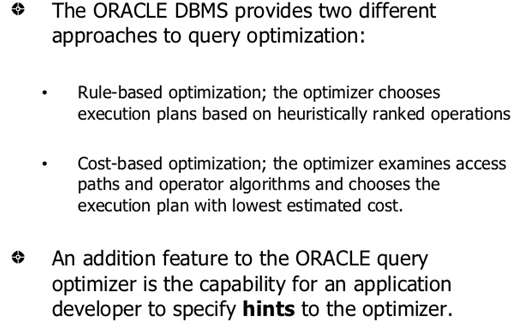 The ORACLE DBMS provides two different
approaches to query optimization:
• Rule-based optimization; the optimizer chooses
execution plans based on heuristically ranked operations
• Cost-based optimization; the optimizer examines access
paths and operator algorithms and chooses the
execution plan with lowest estimated cost.
An addition feature to the ORACLE query
optimizer is the capability for an application
developer to specify hints to the optimizer.